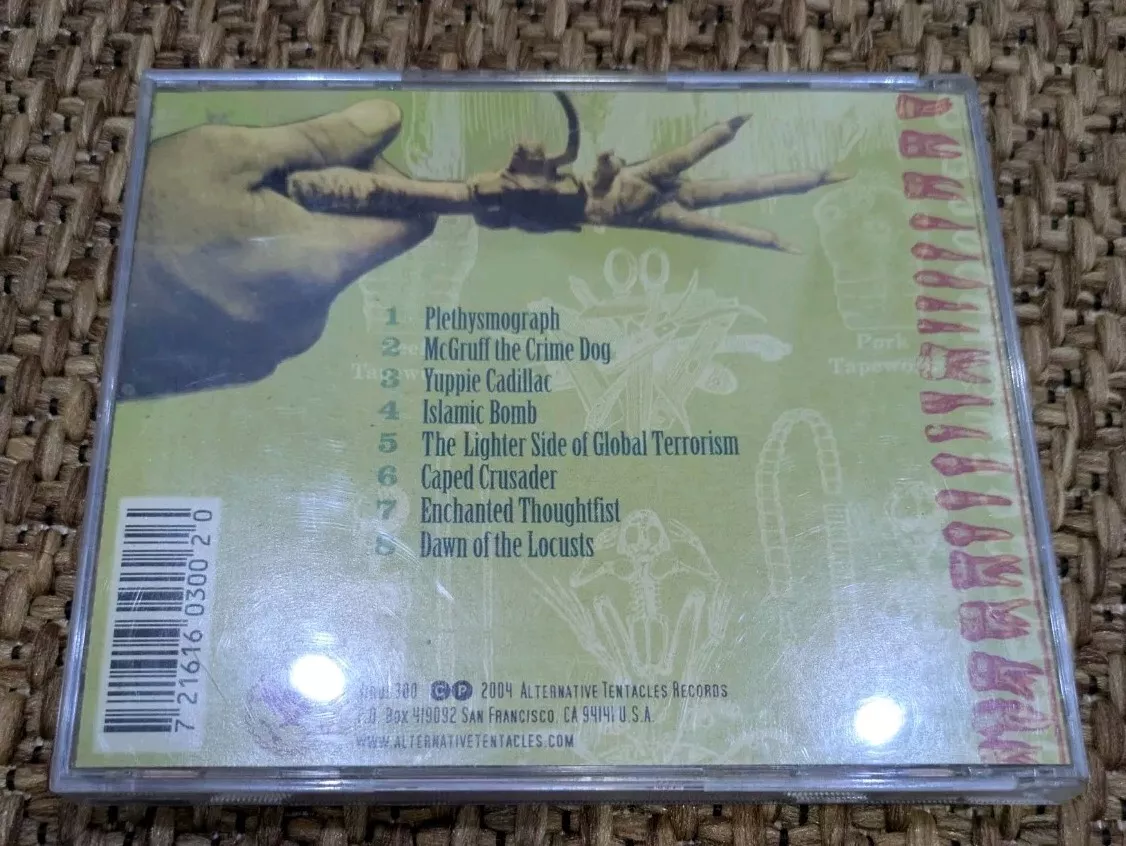 1 Plethysmograph
2 McGruff the Crime Dog
3 Yuppie Cadillac
4 Islamic Bomb
5 The Lighter Side of Global Terrorism
6 Caped Crusader
7 Enchanted Thoughtfist
8 Dawn of the Locusts
Pork
7 21616 0300 2 0
© ℗ 2004 Alternative Tentacles Records
P.O. Box 419092 San Francisco, CA 94141 U.S.A.
www.alternativetentacles.com